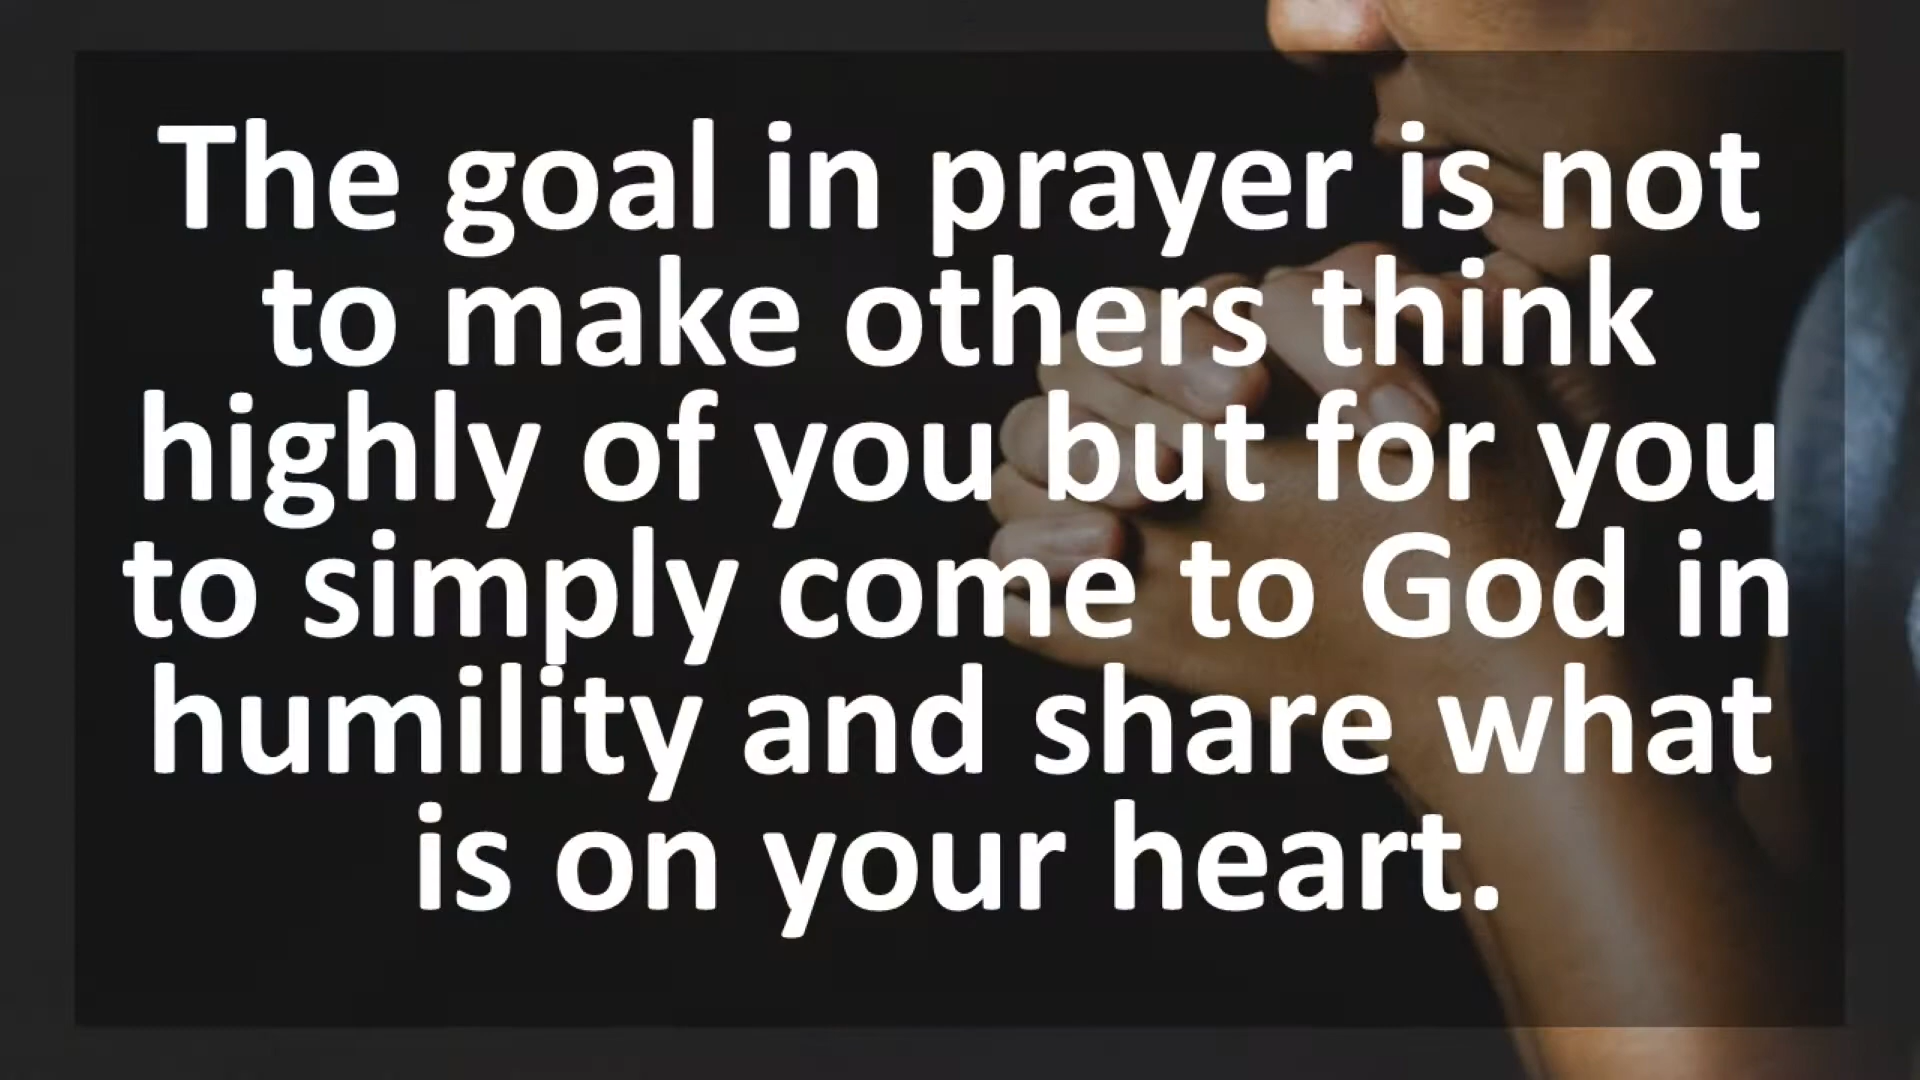 The goal in prayer is not
to make others think
highly of you but for you
to simply come to God in
humility and share what
is on your heart.